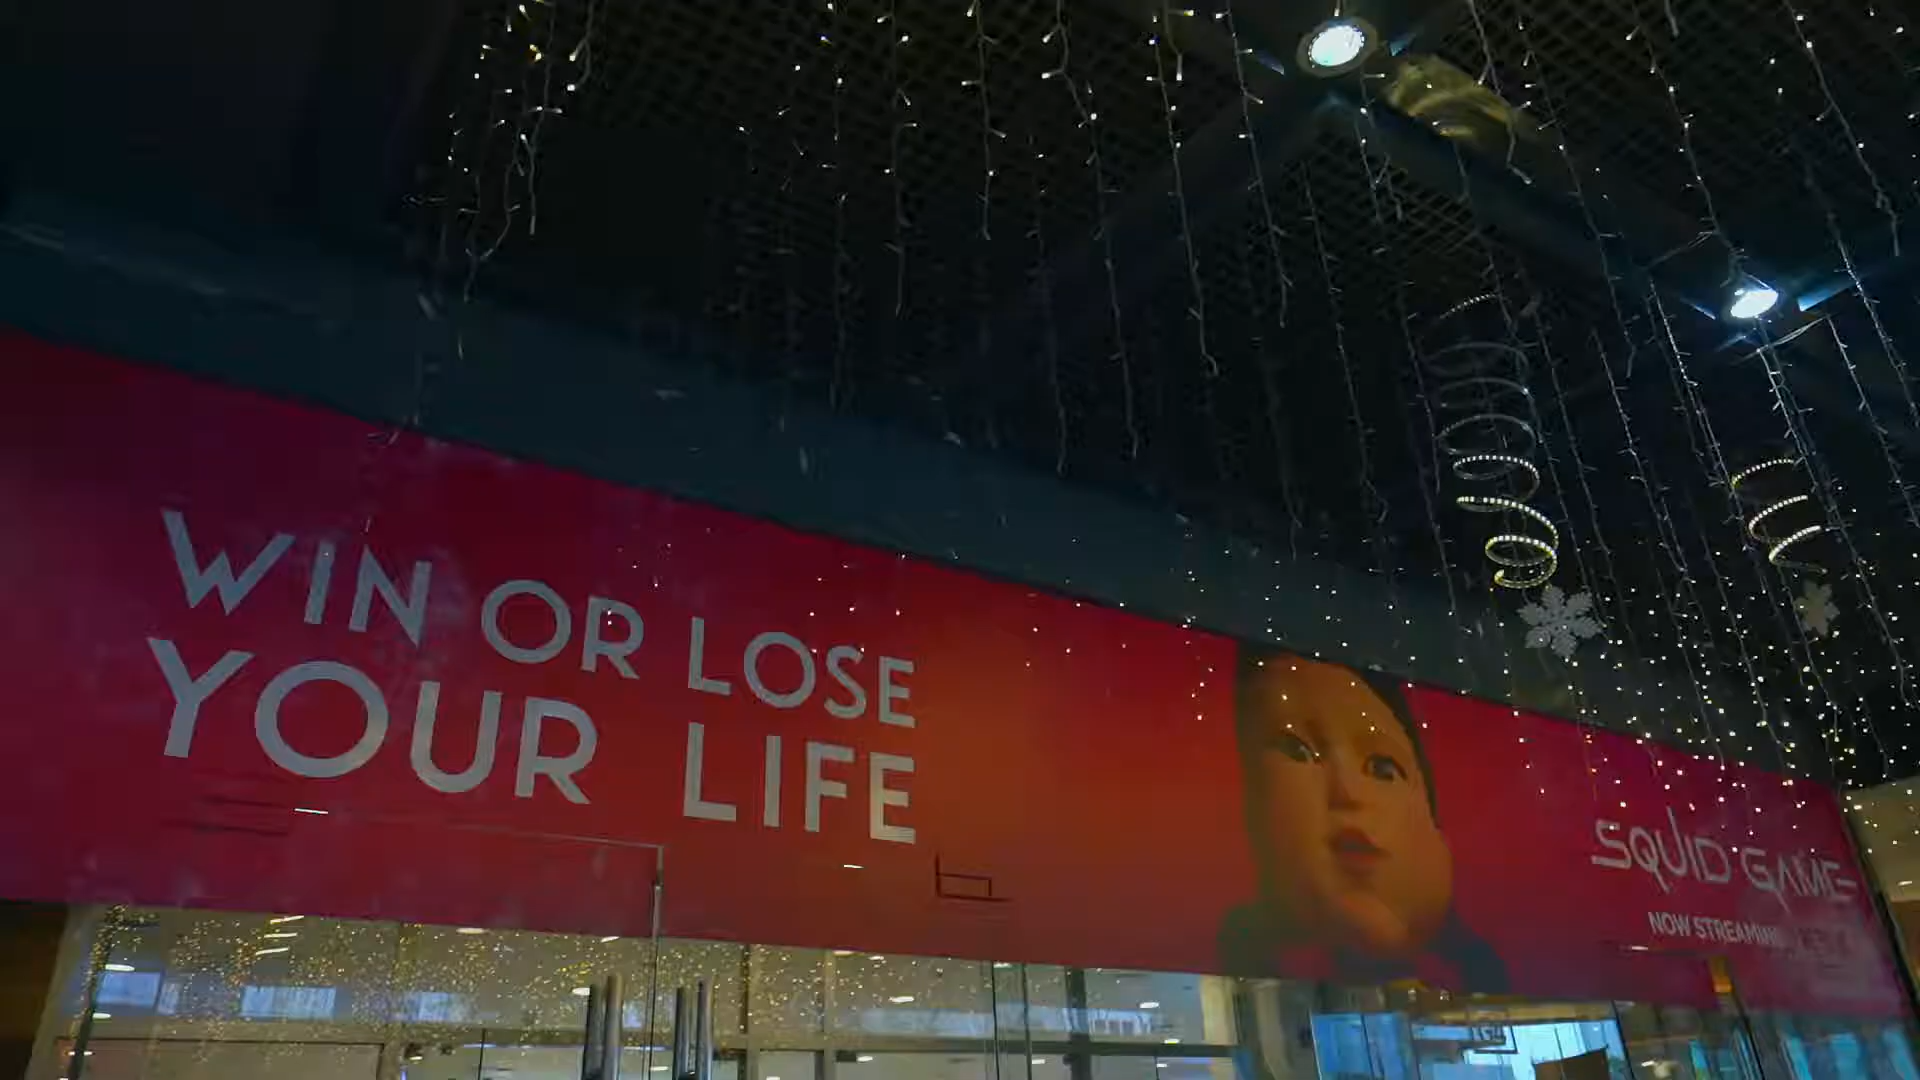 WIN OR LOSE
YOUR LIFE
SQUID GAME
NOW STREAMING